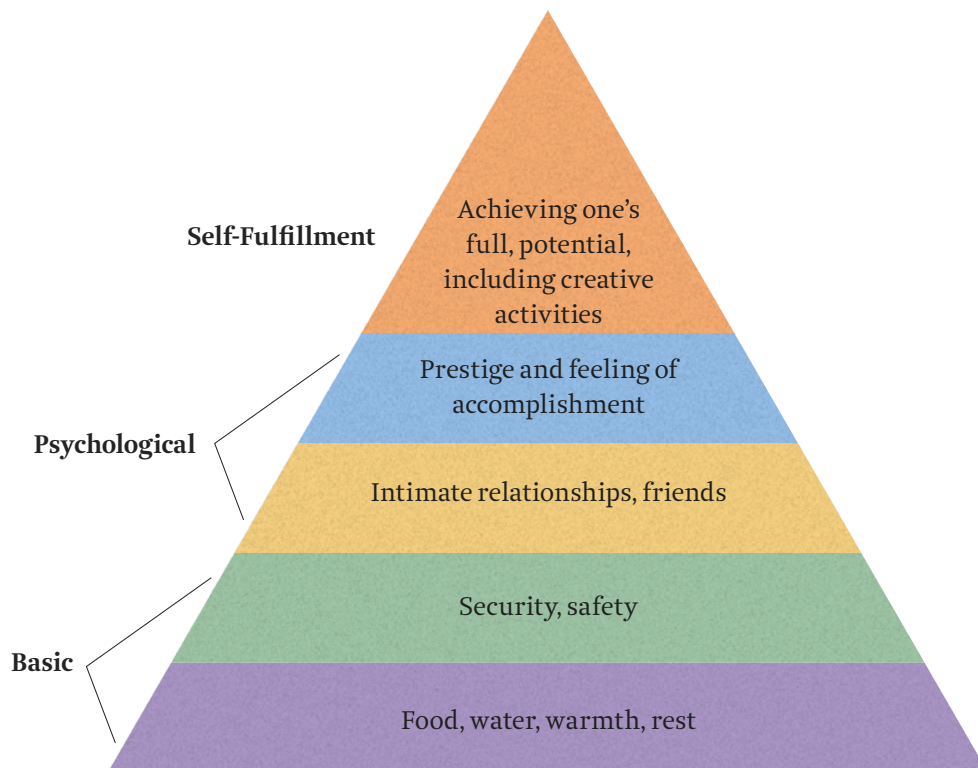 Self-Fulfillment
Achieving one's
full, potential,
including creative
activities
Psychological
Prestige and feeling of
accomplishment
Intimate relationships, friends
Basic
Security, safety
Food, water, warmth, rest